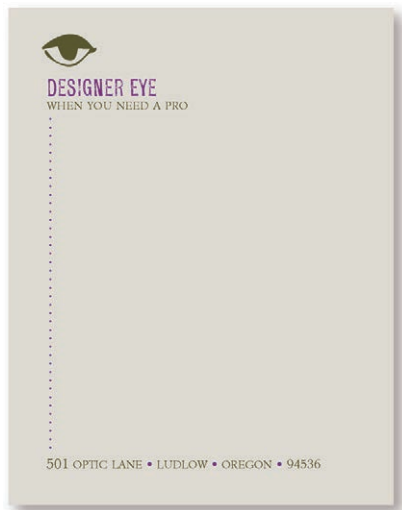 DESIGNER EYE
WHEN YOU NEED A PRO
501 OPTIC LANE • LUDLOW • OREGON • 94536